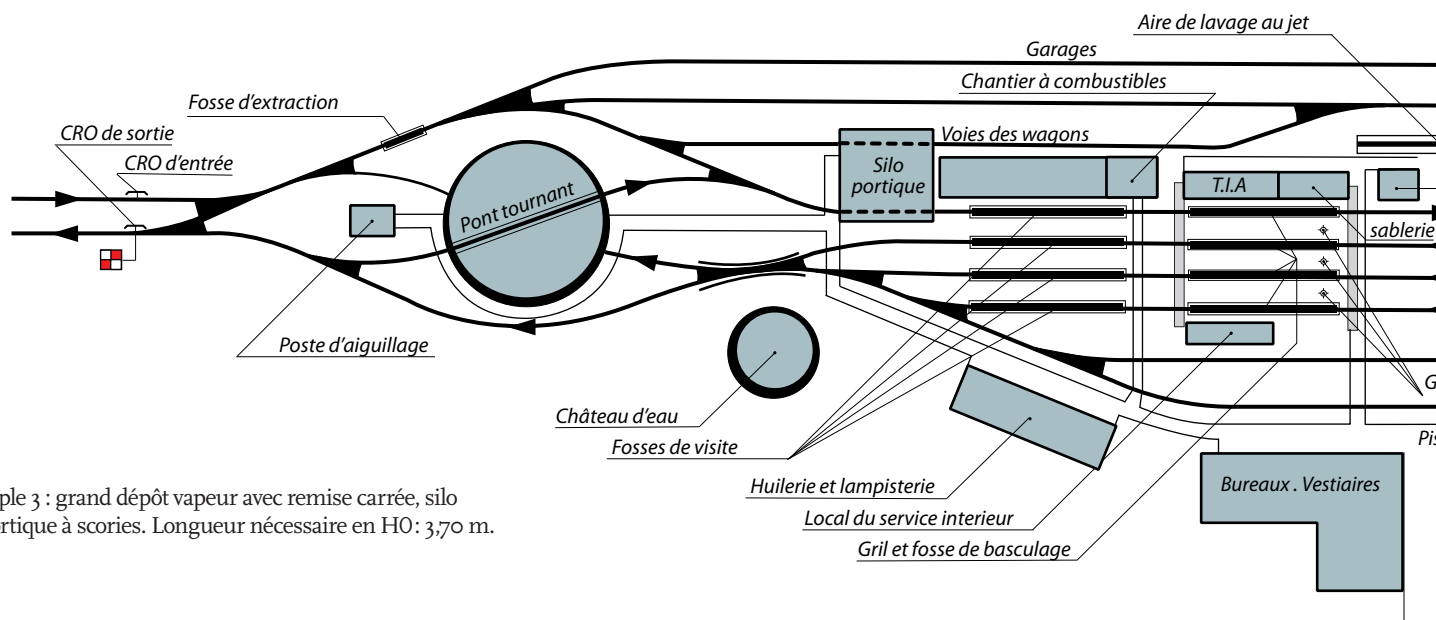 Aire de lavage au jet
Garages
Chantier à combustibles
Fosse d'extraction
CRO de sortie
Voies des wagons
CRO d'entrée
Silo
portique
T.I.A
Pont tournant
sablerie
Poste d'aiguillage
G
Château d'eau
Pis
Fosses de visite
Huilerie et lampisterie
Bureaux . Vestiaires
Local du service interieur
Gril et fosse de basculage
ple 3 : grand dépôt vapeur avec remise carrée, silo
rtique à scories. Longueur nécessaire en H0 : 3,70 m.